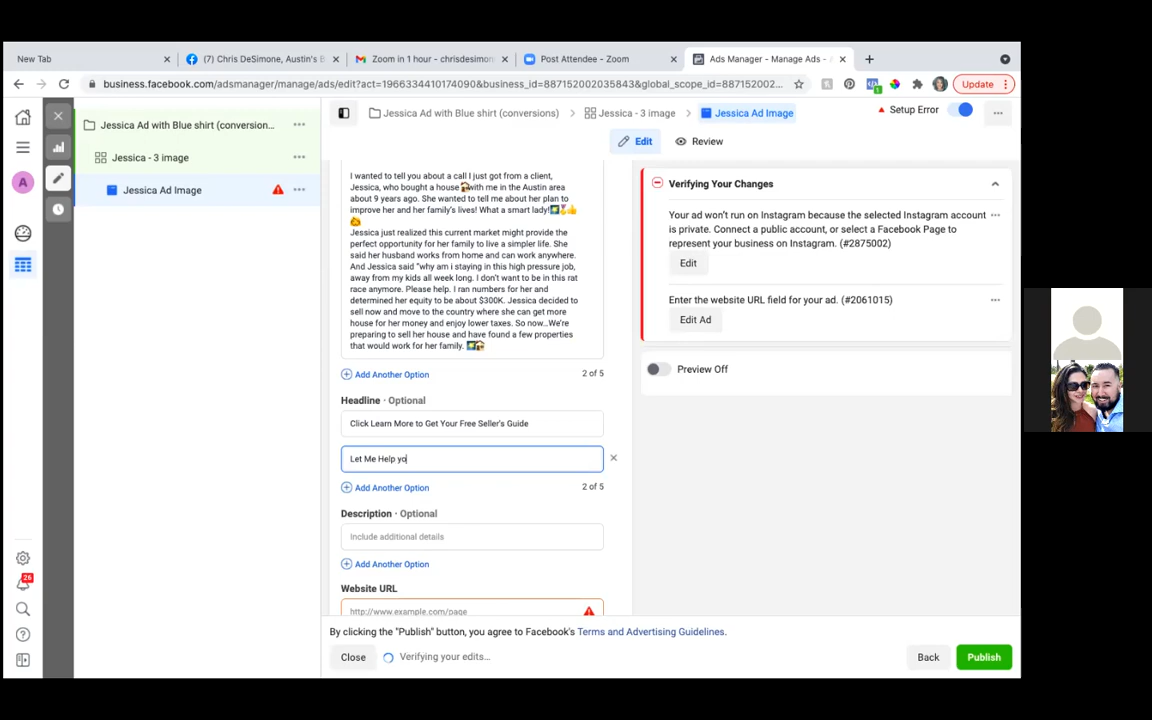 New Tab
(7) Chris DeSimone, Austin's B
Zoom in 1 hour - chrisdesimon
Post Attendee - Zoom
Ads Manager - Manage Ads -
business.facebook.com/adsmanager/manage/ads/edit?act=1966334410174090&business_id=887152002035843&global_scope_id=887152002...
Update
Jessica Ad with Blue shirt (conversion...
Jessica - 3 image
Jessica Ad Image
A
26
Jessica Ad with Blue shirt (conversions)
Jessica - 3 image
Jessica Ad Image
Setup Error
Edit
Review
I wanted to tell you about a call I just got from a client,
Jessica, who bought a house🏠with me in the Austin area
about 9 years ago. She wanted to tell me about her plan to
improve her and her family's lives! What a smart lady!
Jessica just realized this current market might provide the
perfect opportunity for her family to live a simpler life. She
said her husband works from home and can work anywhere.
And Jessica said "why am i staying in this high pressure job,
away from my kids all week long. I don't want to be in this rat
race anymore. Please help. I ran numbers for her and
determined her equity to be about $300K. Jessica decided to
sell now and move to the country where she can get more
house for her money and enjoy lower taxes. So now...We're
preparing to sell her house and have found a few properties
that would work for her family.
Add Another Option
2 of 5
Headline · Optional
Click Learn More to Get Your Free Seller's Guide
Let Me Help yo
Add Another Option
2 of 5
Description · Optional
Include additional details
Add Another Option
Website URL
http://www.example.com/page
Verifying Your Changes
Your ad won't run on Instagram because the selected Instagram account
is private. Connect a public account, or select a Facebook Page to
represent your business on Instagram. (#2875002)
Edit
Enter the website URL field for your ad. (#2061015)
Edit Ad
Preview Off
By clicking the "Publish" button, you agree to Facebook's Terms and Advertising Guidelines.
Close
Verifying your edits...
Back
Publish